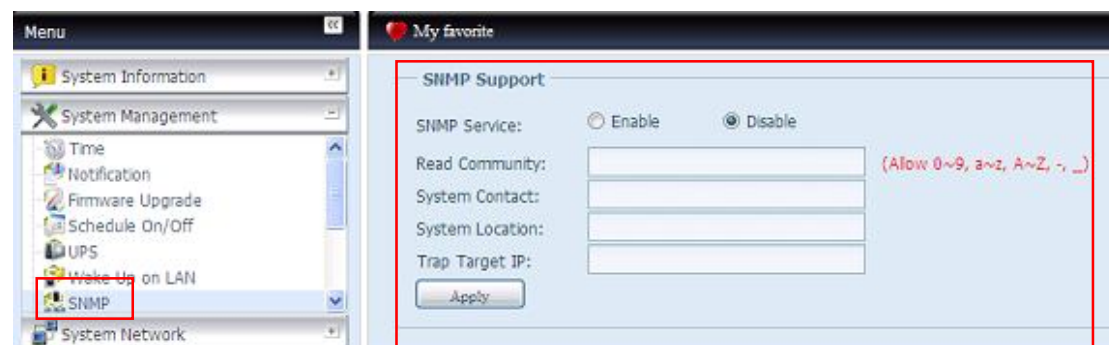 Menu
My favorite
System Information
System Management
Time
Notification
Firmware Upgrade
Schedule On/Off
UPS
Wake Up on LAN
SNMP
System Network
SNMP Support
SNMP Service: Enable Disable
Read Community: (Allow 0~9, a~z, A~Z, -, _)
System Contact:
System Location:
Trap Target IP:
Apply